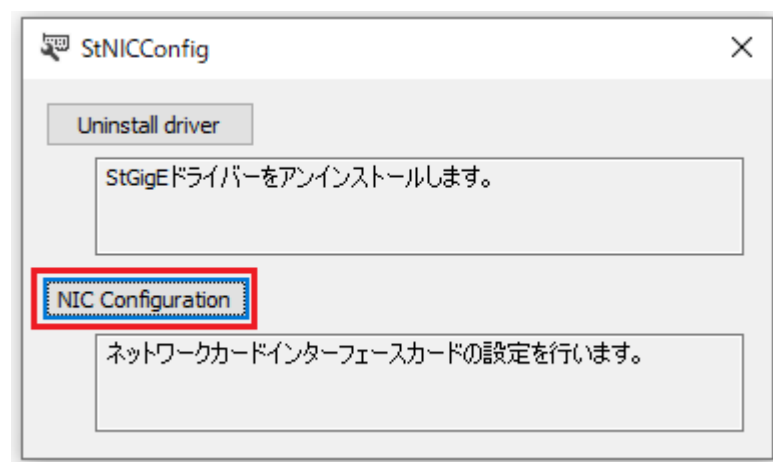 StNICConfig
Uninstall driver
StGigEドライバーをアンインストールします。
NIC Configuration
ネットワークカードインターフェースカードの設定を行います。